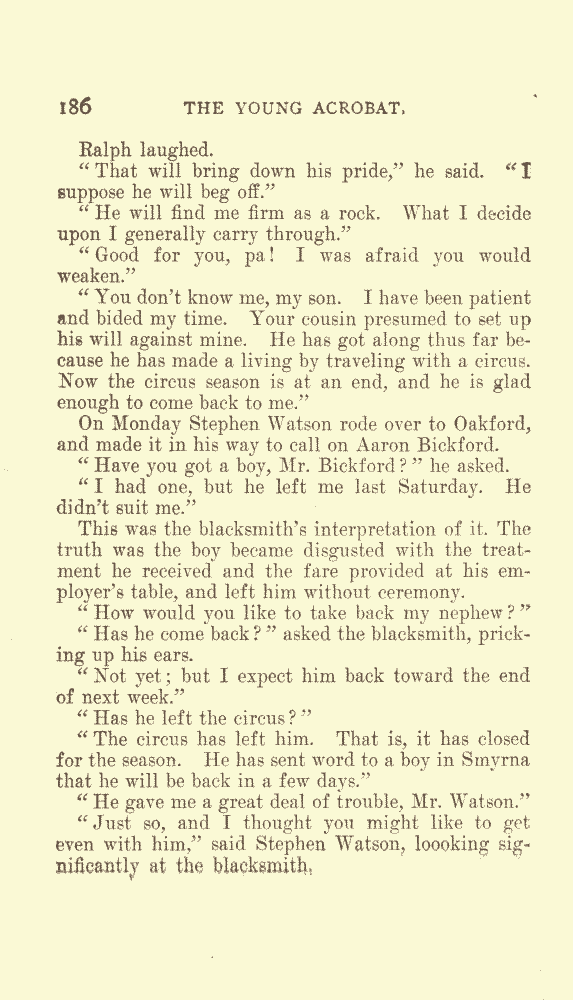 186 THE YOUNG ACROBAT.
Ralph laughed.
“That will bring down his pride,” he said. “I
suppose he will beg off.”
“He will find me firm as a rock. What I decide
upon I generally carry through.”
“Good for you, pa! I was afraid you would
weaken.”
“You don’t know me, my son. I have been patient
and bided my time. Your cousin presumed to set up
his will against mine. He has got along thus far be-
cause he has made a living by traveling with a circus.
Now the circus season is at an end, and he is glad
enough to come back to me.”
On Monday Stephen Watson rode over to Oakford,
and made it in his way to call on Aaron Bickford.
“Have you got a boy, Mr. Bickford?” he asked.
“I had one, but he left me last Saturday. He
didn’t suit me.”
This was the blacksmith’s interpretation of it. The
truth was the boy became disgusted with the treat-
ment he received and the fare provided at his em-
ployer’s table, and left him without ceremony.
“How would you like to take back my nephew?”
“Has he come back?” asked the blacksmith, prick-
ing up his ears.
“Not yet; but I expect him back toward the end
of next week.”
“Has he left the circus?”
“The circus has left him. That is, it has closed
for the season. He has sent word to a boy in Smyrna
that he will be back in a few days.”
“He gave me a great deal of trouble, Mr. Watson.”
“Just so, and I thought you might like to get
even with him,” said Stephen Watson, loooking sig-
nificantly at the blacksmith.